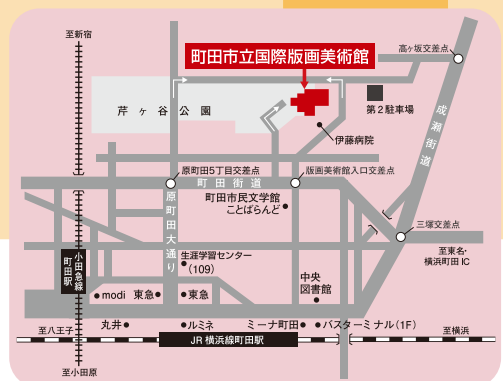 至新宿
町田市立国際版画美術館
高ヶ坂交差点
芹ヶ谷公園
第2駐車場
伊藤病院
成瀬街道
原町田5丁目交差点
版画美術館入口交差点
町田街道
町田市民文学館
ことばらんど
原町田大通り
三塚交差点
小田急線
町田駅
生涯学習センター
(109)
至東名・
横浜町田IC
中央
図書館
modi
東急
東急
丸井
ルミネ
ミーナ町田
バスターミナル(1F)
至八王子
JR横浜線町田駅
至横浜
至小田原